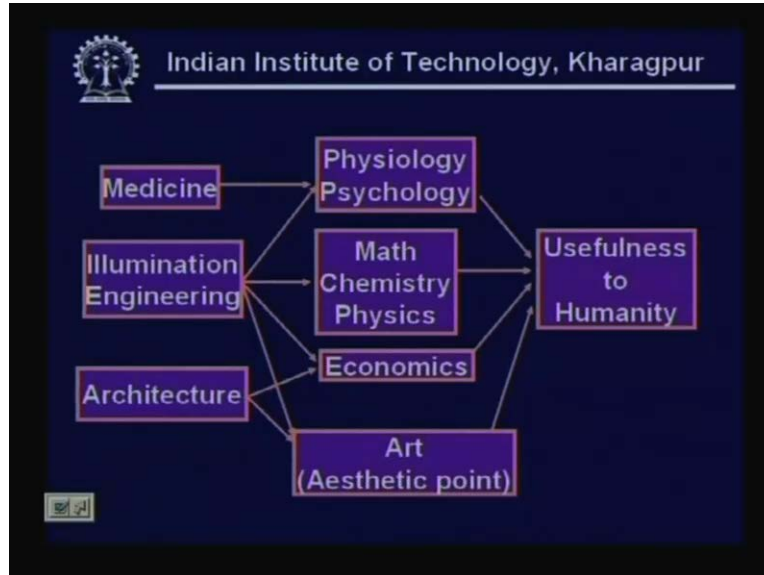 Indian Institute of Technology, Kharagpur
Medicine
Physiology
Psychology
Illumination
Engineering
Math
Chemistry
Physics
Usefulness
to
Humanity
Economics
Architecture
Art
(Aesthetic point)